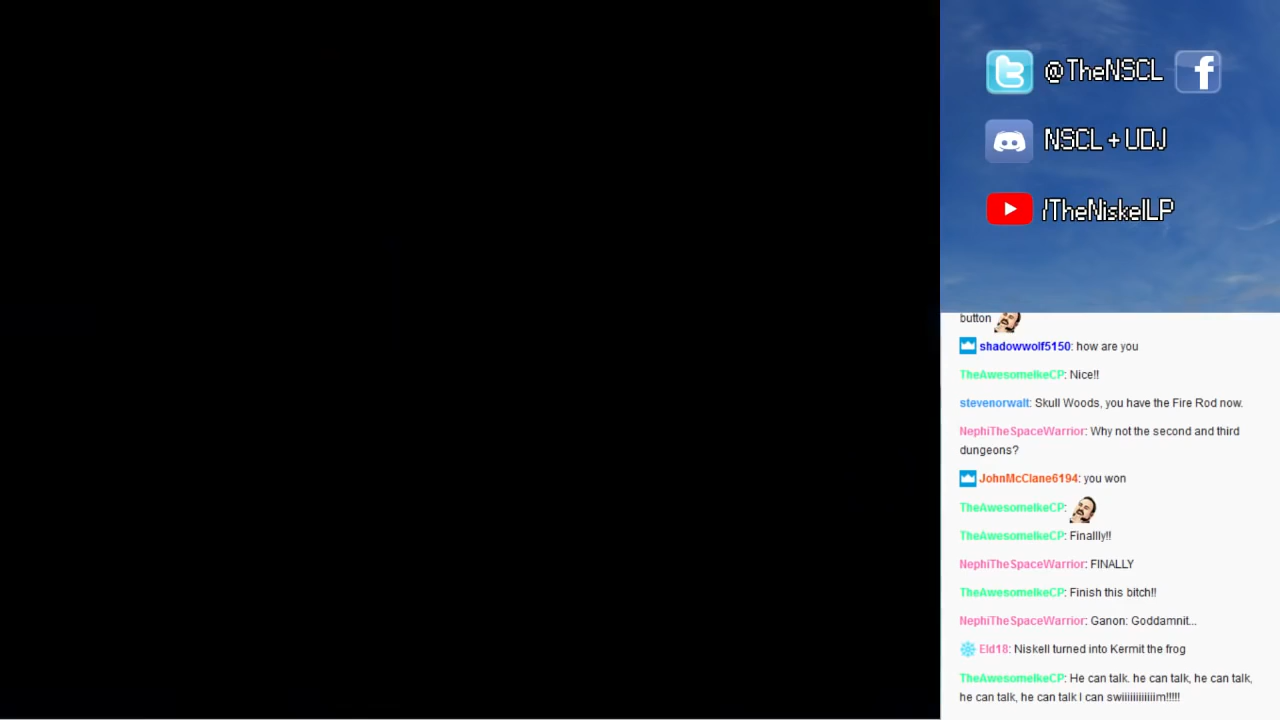 @TheNSCL
NSCL + UDJ
/TheNiskelLP
button
shadowwolf5150: how are you
TheAwesomeIkeCP: Nice!!
stevenorwalt: Skull Woods, you have the Fire Rod now.
NephiTheSpaceWarrior: Why not the second and third
dungeons?
JohnMcClane6194: you won
TheAwesomeIkeCP:
TheAwesomeIkeCP: Finallly!!
NephiTheSpaceWarrior: FINALLY
TheAwesomeIkeCP: Finish this bitch!!
NephiTheSpaceWarrior: Ganon: Goddamnit...
Eld18: Niskell turned into Kermit the frog
TheAwesomeIkeCP: He can talk. he can talk, he can talk,
he can talk, he can talk I can swiiiiiiiiiiiim!!!!!